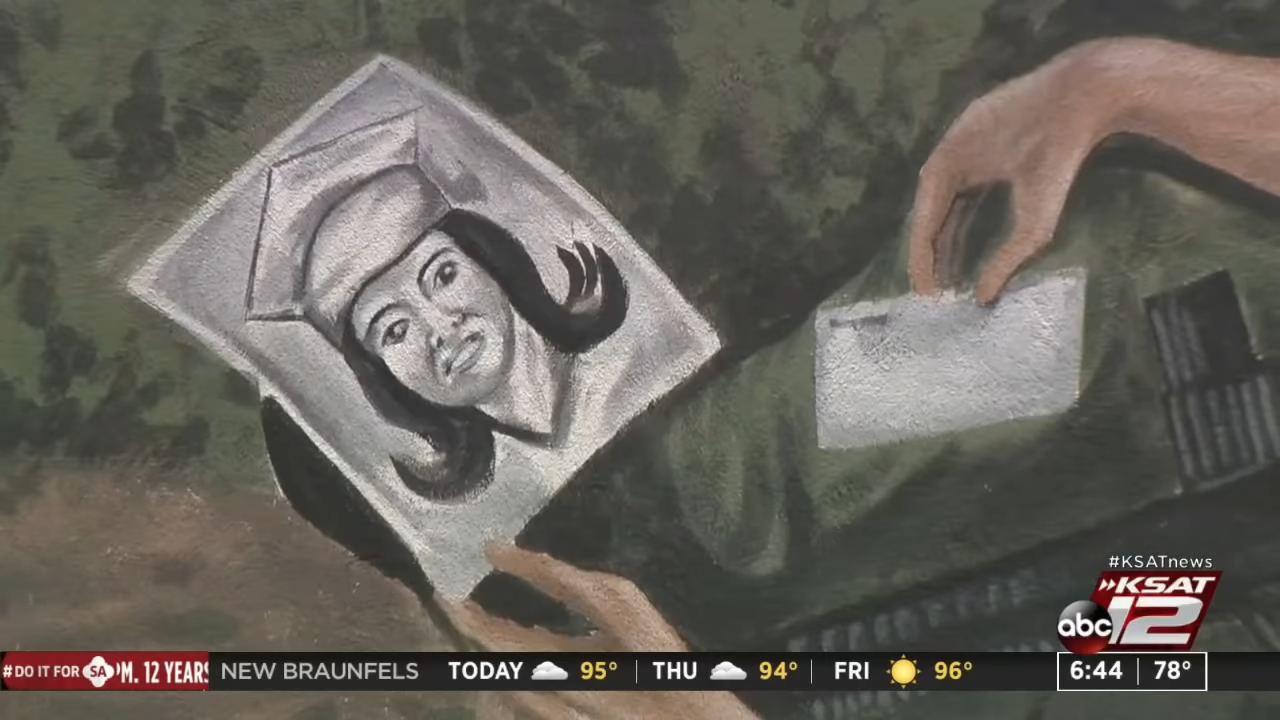 #KSATnews
KSAT
abc 12
# DO IT FOR SA M. 12 YEARS NEW BRAUNFELS TODAY 95° THU 94° FRI 96° 6:44 78°